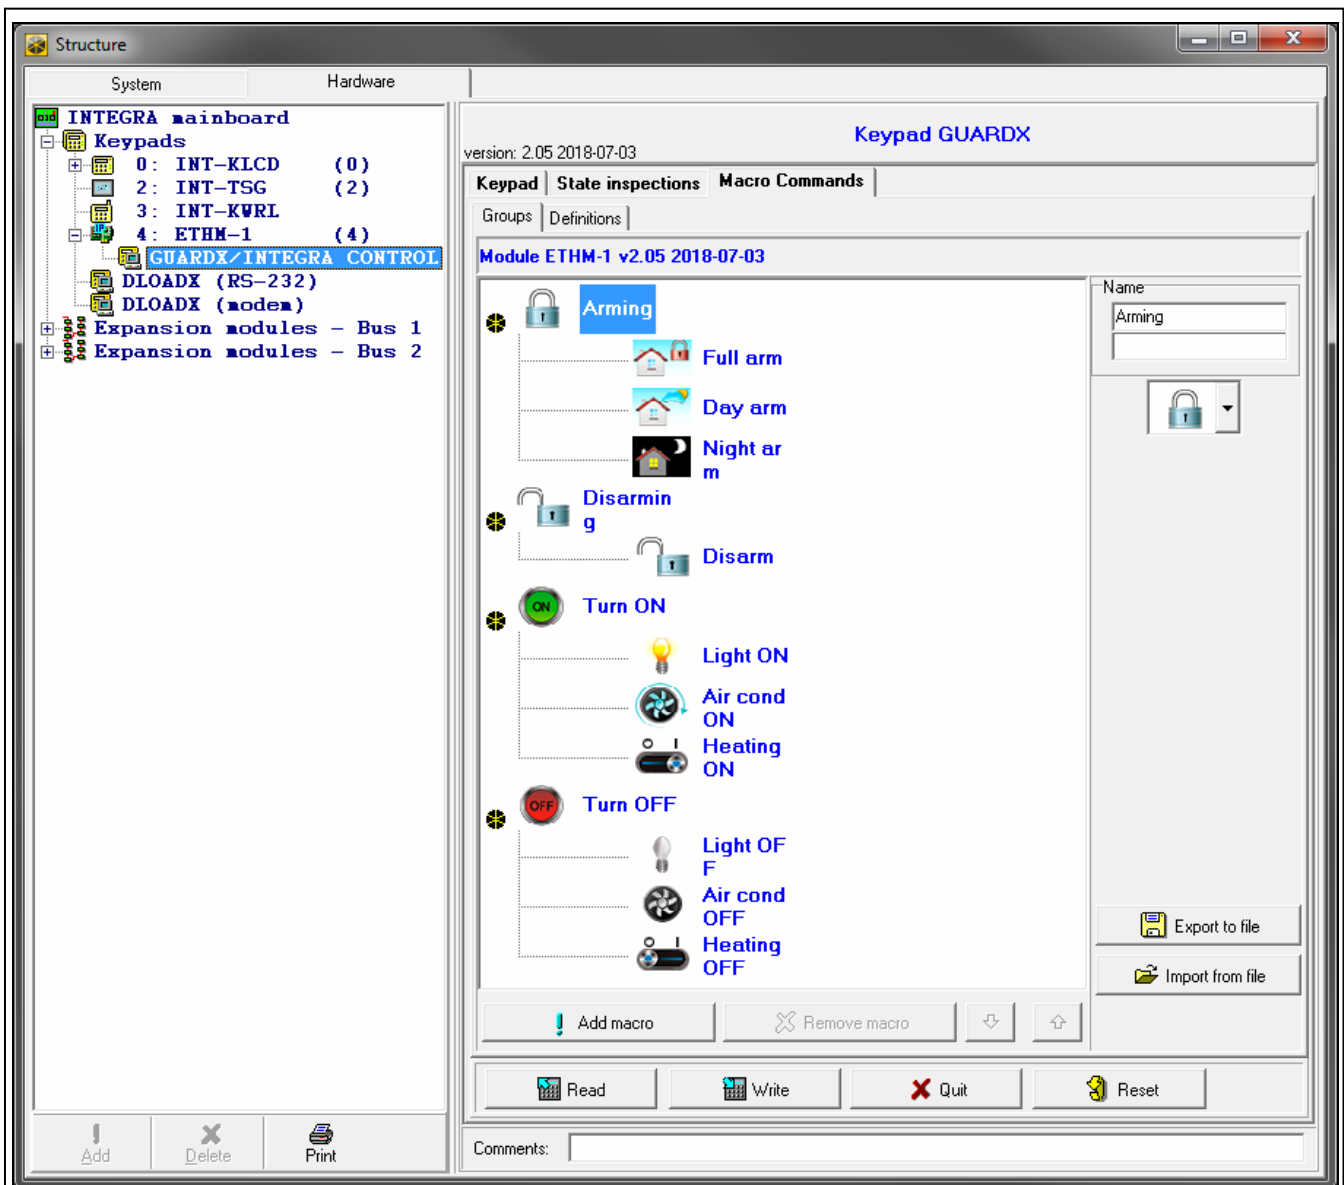 Structure
System
Hardware
INTEGRA mainboard
Keypads
0: INT-KLCD (0)
2: INT-TSG (2)
3: INT-KWRL
4: ETHM-1 (4)
GUARDX/INTEGRA CONTROL
DLOADX (RS-232)
DLOADX (modem)
Expansion modules - Bus 1
Expansion modules - Bus 2
Add
Delete
Print
Keypad GUARDX
version: 2.05 2018-07-03
Keypad
State inspections
Macro Commands
Groups
Definitions
Module ETHM-1 v2.05 2018-07-03
Arming
Full arm
Day arm
Night ar
m
Disarmin
g
Disarm
ON
Turn ON
Light ON
Air cond
ON
O I
Heating
ON
OFF
Turn OFF
Light OF
F
Air cond
OFF
O I
Heating
OFF
Name
Arming
Export to file
Import from file
Add macro
Remove macro
Read
Write
Quit
Reset
Comments: